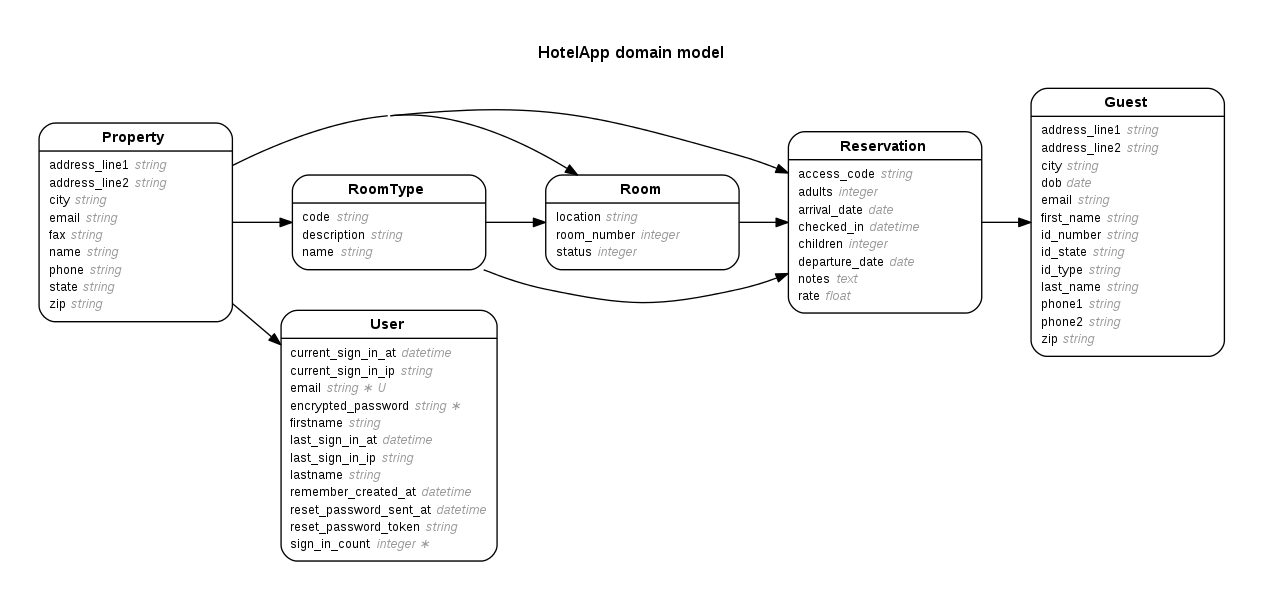 HotelApp domain model
Property
address_line1 string
address_line2 string
city string
email string
fax string
name string
phone string
state string
zip string
RoomType
code string
description string
name string
Room
location string
room_number integer
status integer
Reservation
access_code string
adults integer
arrival_date date
checked_in datetime
children integer
departure_date date
notes text
rate float
Guest
address_line1 string
address_line2 string
city string
dob date
email string
first_name string
id_number string
id_state string
id_type string
last_name string
phone1 string
phone2 string
zip string
User
current_sign_in_at datetime
current_sign_in_ip string
email string ∗ U
encrypted_password string ∗
firstname string
last_sign_in_at datetime
last_sign_in_ip string
lastname string
remember_created_at datetime
reset_password_sent_at datetime
reset_password_token string
sign_in_count integer ∗